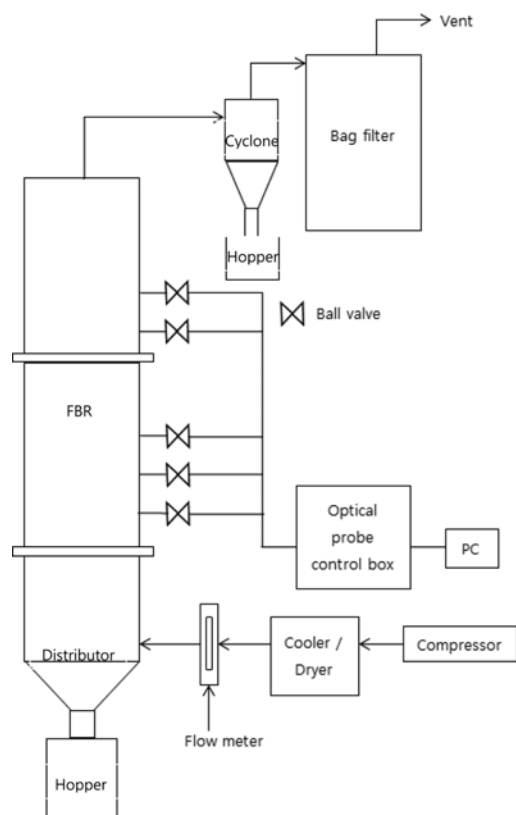 Vent
Cyclone
Bag filter
Hopper
Ball valve
FBR
Optical
probe
control box
PC
Distributor
Cooler /
Dryer
Compressor
Flow meter
Hopper